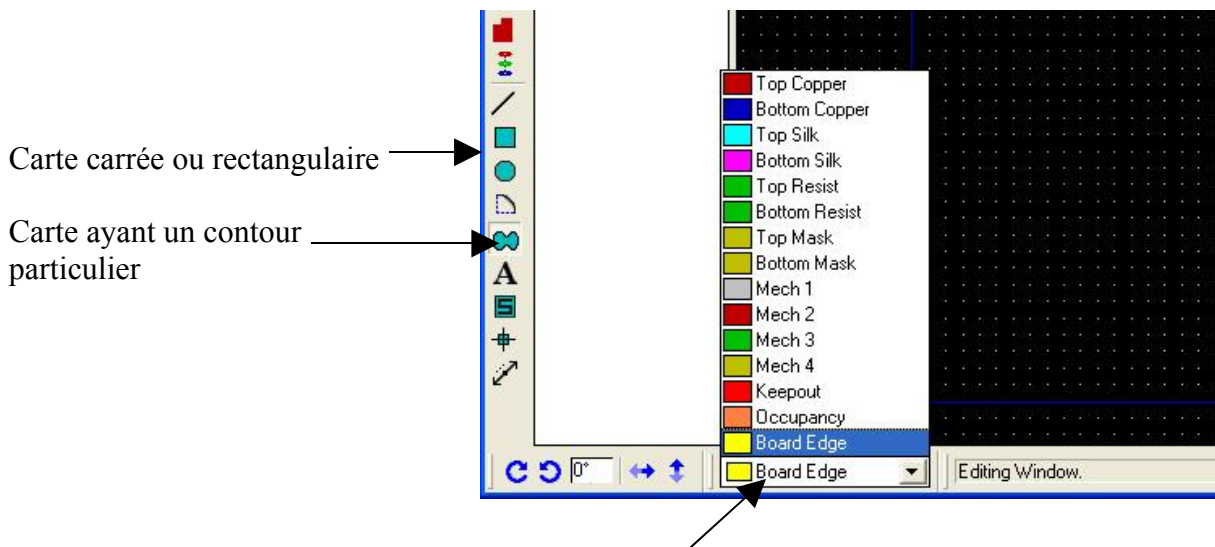 Carte carrée ou rectangulaire
Carte ayant un contour
particulier
A
S
Top Copper
Bottom Copper
Top Silk
Bottom Silk
Top Resist
Bottom Resist
Top Mask
Bottom Mask
Mech 1
Mech 2
Mech 3
Mech 4
Keepout
Occupancy
Board Edge
0° Board Edge Editing Window.